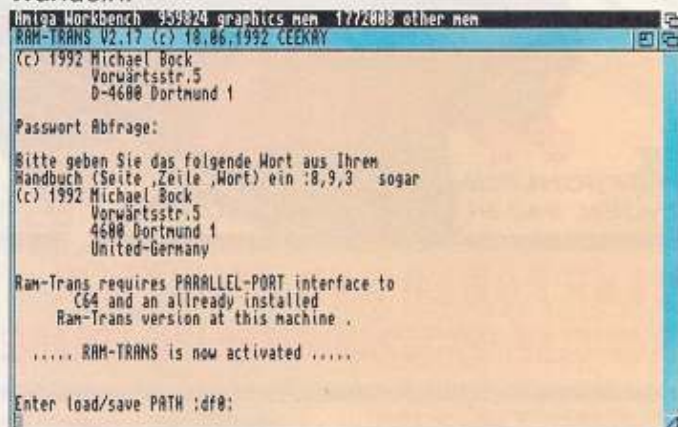 Amiga Workbench 959824 graphics mem 1772808 other mem
RAM-TRANS V2.17 (c) 18.06.1992 CEEKAY
(c) 1992 Michael Bock
Vorwärtsstr.5
D-4600 Dortmund 1
Passwort Abfrage:
Bitte geben Sie das folgende Wort aus Ihrem
Handbuch (Seite ,Zeile ,Wort) ein :8,9,3 sogar
(c) 1992 Michael Bock
Vorwärtsstr.5
4600 Dortmund 1
United-Germany
Ram-Trans requires PARALLEL-PORT interface to
C64 and an allready installed
Ram-Trans version at this machine .
..... RAM-TRANS is now activated .....
Enter load/save PATH :df0: